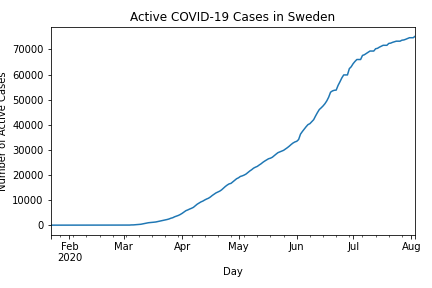 Active COVID-19 Cases in Sweden
Number of Active Cases
70000
60000
50000
40000
30000
20000
10000
0
Feb Mar Apr May Jun Jul Aug
2020
Day